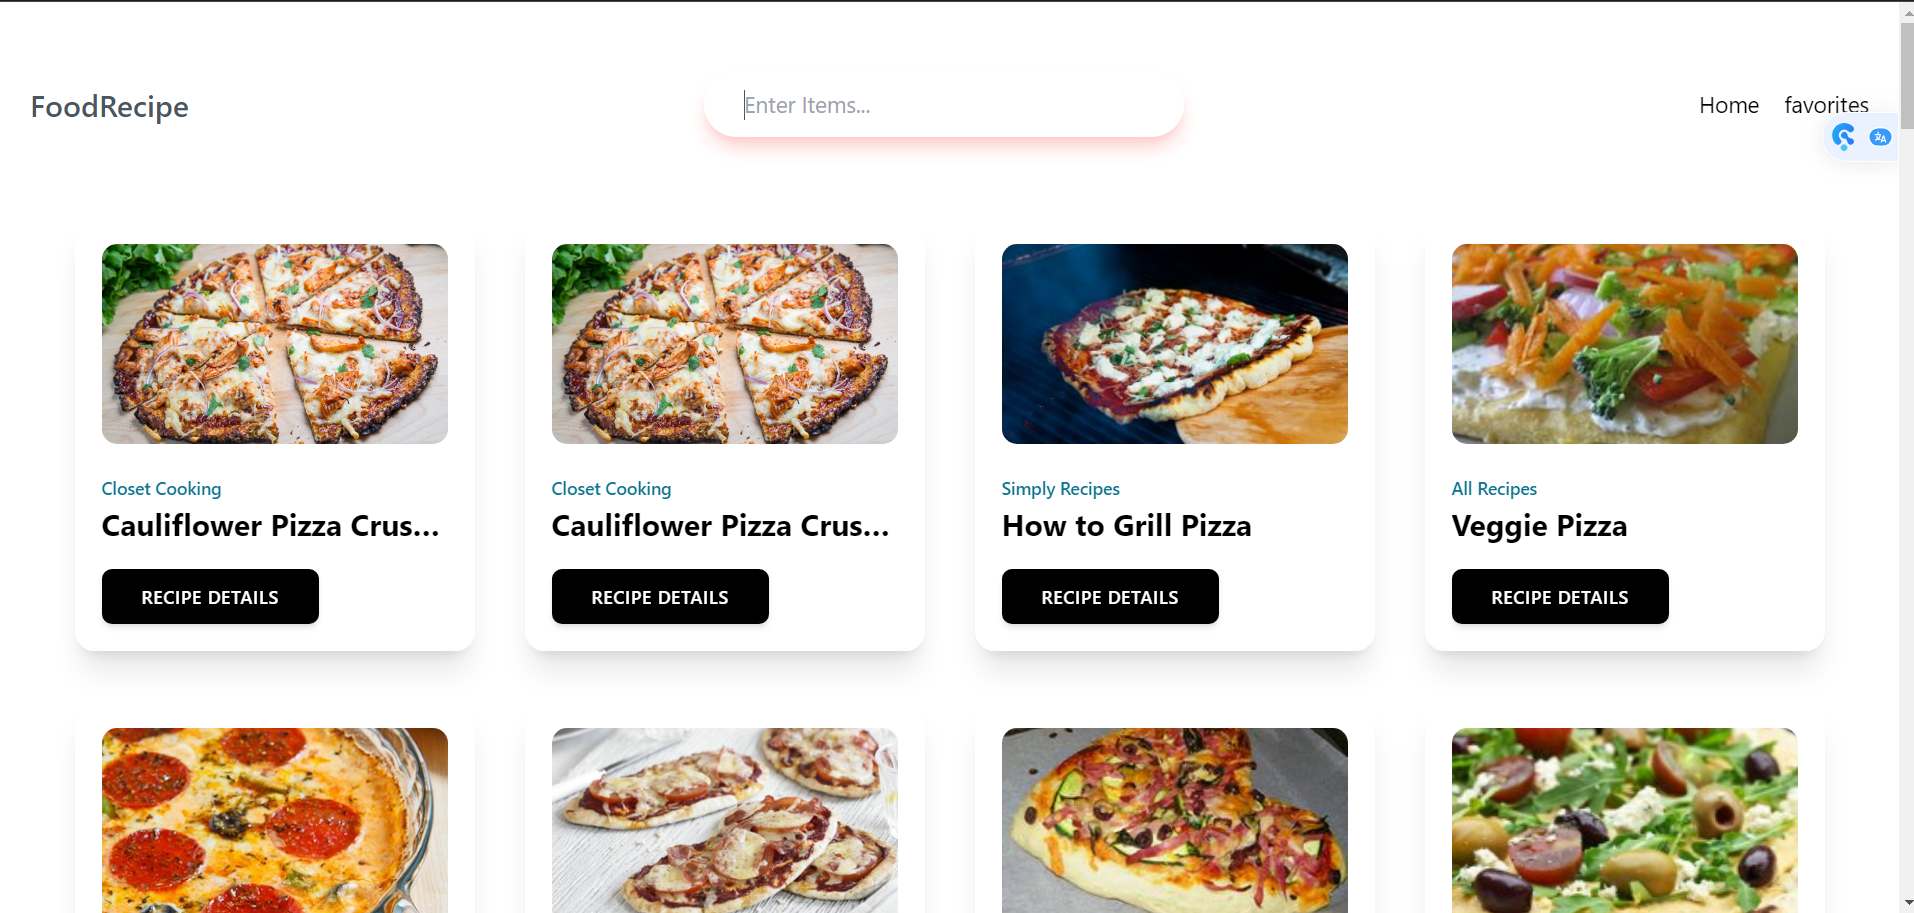 FoodRecipe
Enter Items...
Home
favorites
Closet Cooking
Cauliflower Pizza Crus...
RECIPE DETAILS
Closet Cooking
Cauliflower Pizza Crus...
RECIPE DETAILS
Simply Recipes
How to Grill Pizza
RECIPE DETAILS
All Recipes
Veggie Pizza
RECIPE DETAILS